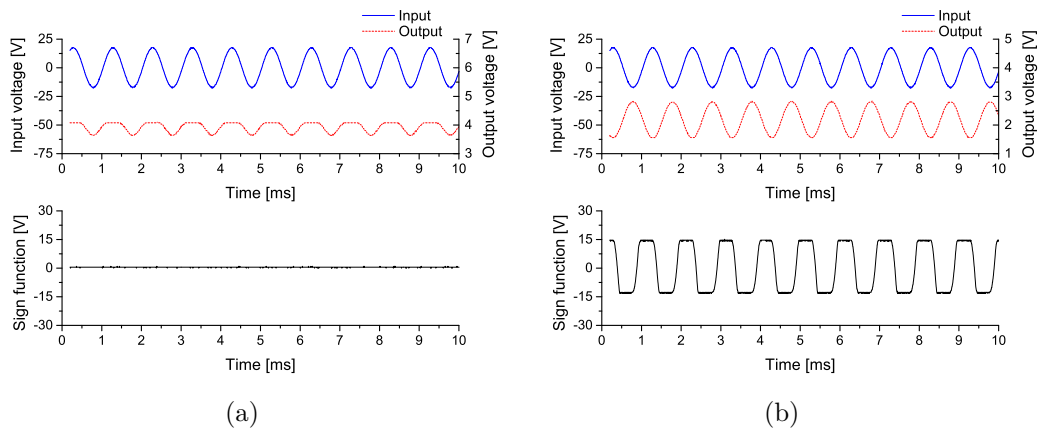 Input
Output
Input voltage [V]
25
0
-25
-50
-75
7
6
5
4
3
Output voltage [V]
0 1 2 3 4 5 6 7 8 9 10
Time [ms]
Sign function [V]
30
15
0
-15
-30
0 1 2 3 4 5 6 7 8 9 10
Time [ms]
(a)
Input
Output
Input voltage [V]
25
0
-25
-50
-75
5
4
3
2
1
Output voltage [V]
0 1 2 3 4 5 6 7 8 9 10
Time [ms]
Sign function [V]
30
15
0
-15
-30
0 1 2 3 4 5 6 7 8 9 10
Time [ms]
(b)